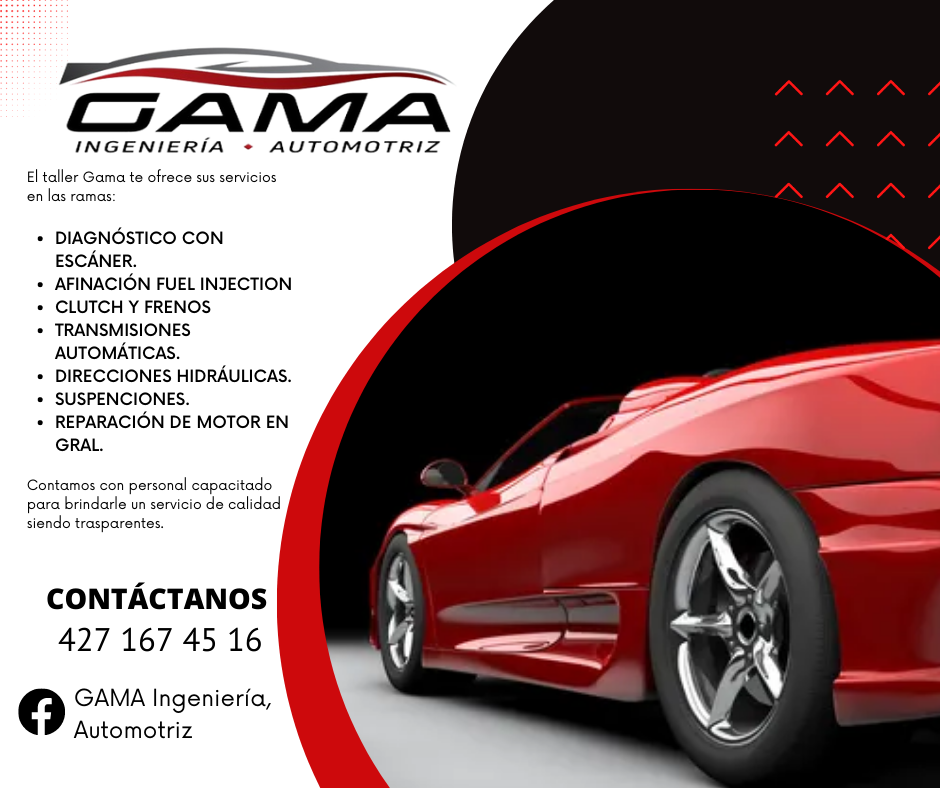 GAMA
INGENIERÍA AUTOMOTRIZ
El taller Gama te ofrece sus servicios
en las ramas:
DIAGNÓSTICO CON
ESCÁNER.
AFINACIÓN FUEL INJECTION
CLUTCH Y FRENOS
TRANSMISIONES
AUTOMÁTICAS.
DIRECCIONES HIDRÁULICAS.
SUSPENCIONES.
REPARACIÓN DE MOTOR EN
GRAL.
Contamos con personal capacitado
para brindarle un servicio de calidad
siendo trasparentes.
CONTÁCTANOS
427 167 45 16
GAMA Ingeniería,
Automotriz